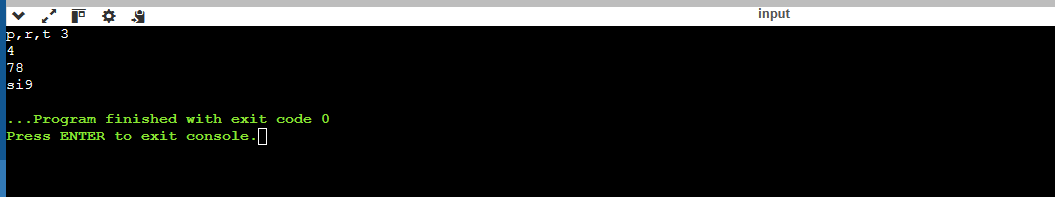 input
p,r,t 3
4
78
si9
...Program finished with exit code 0
Press ENTER to exit console.